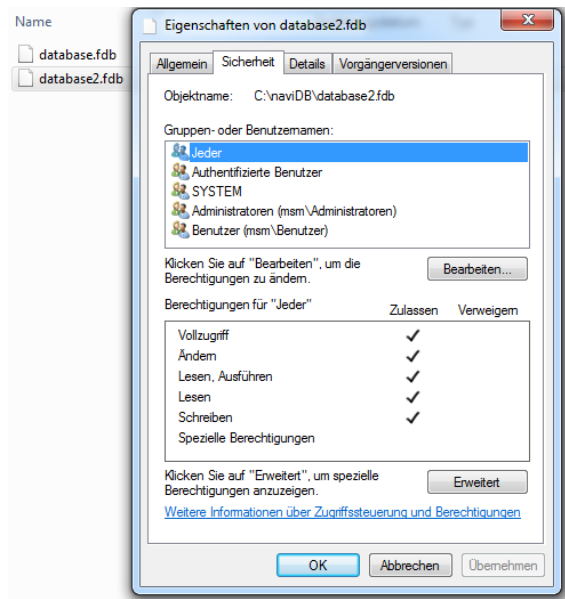 Name
database.fdb
database2.fdb
Eigenschaften von database2.fdb
Allgemein Sicherheit Details Vorgängerversionen
Objektname: C:\naviDB\database2.fdb
Gruppen- oder Benutzernamen:
Jeder
Authentifizierte Benutzer
SYSTEM
Administratoren (msm\Administratoren)
Benutzer (msm\Benutzer)
Klicken Sie auf "Bearbeiten", um die
Berechtigungen zu ändern.
Bearbeiten...
Berechtigungen für "Jeder" Zulassen Verweigern
Vollzugriff
Ändern
Lesen, Ausführen
Lesen
Schreiben
Spezielle Berechtigungen
Klicken Sie auf "Erweitert", um spezielle
Berechtigungen anzuzeigen.
Erweitert
Weitere Informationen über Zugriffssteuerung und Berechtigungen
OK Abbrechen Übernehmen